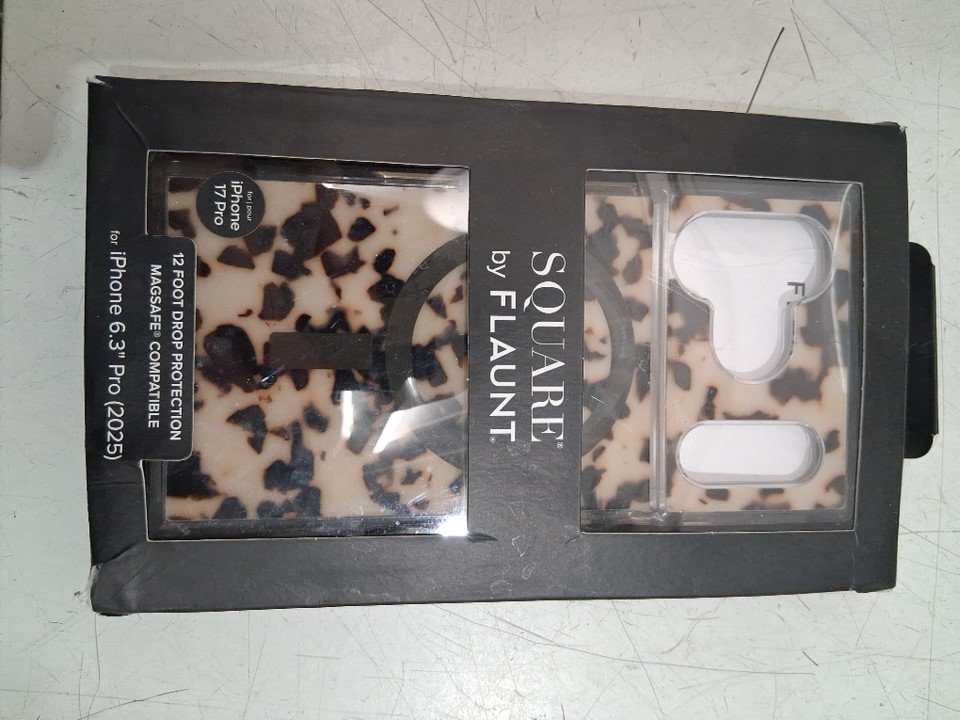 F
SQUARE®
by FLAUNT®
for | pour
iPhone
17 Pro
12 FOOT DROP PROTECTION
MAGSAFE® COMPATIBLE
for iPhone 6.3" Pro (2025)